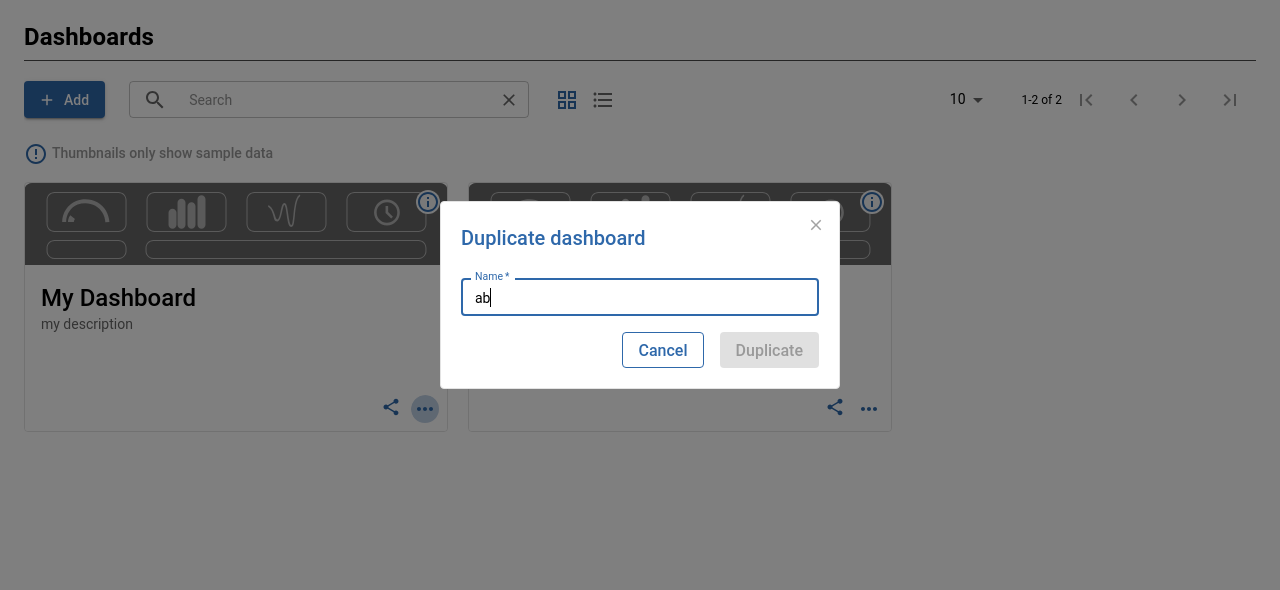 Dashboards
Add
Search
10
1-2 of 2
Thumbnails only show sample data
Duplicate dashboard
Name *
ab
Cancel
Duplicate
My Dashboard
my description